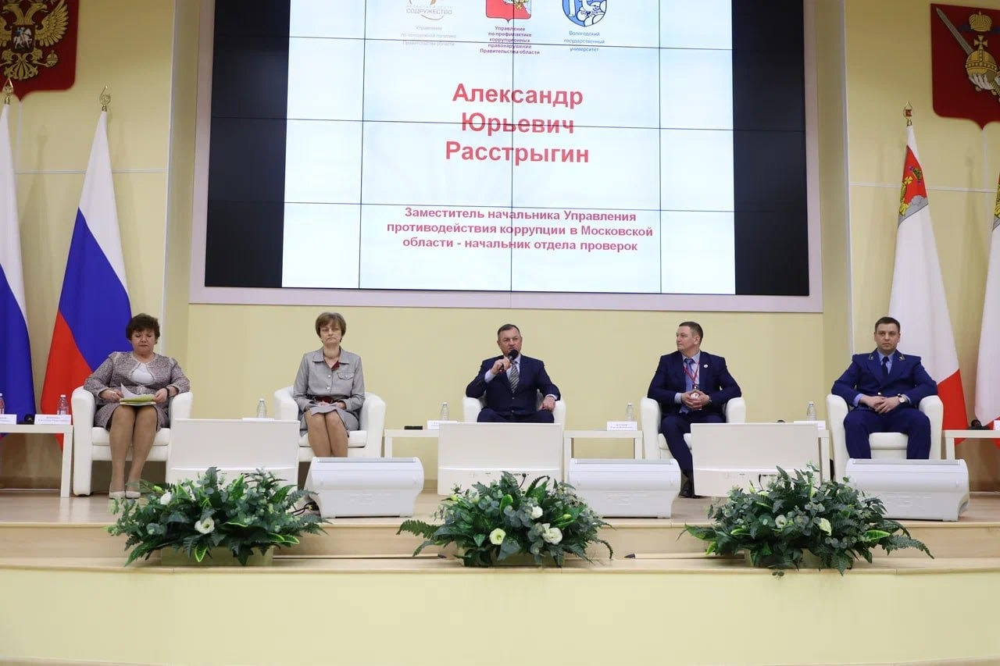 СОДРУЖЕСТВО
Управление
по молодежной политике
Правительства области
Управление
по профилактике
коррупционных
правонарушений
Правительства области
Вологодский
государственный
университет
Александр
Юрьевич
Расстрыгин
Заместитель начальника Управления
противодействия коррупции в Московской
области - начальник отдела проверок